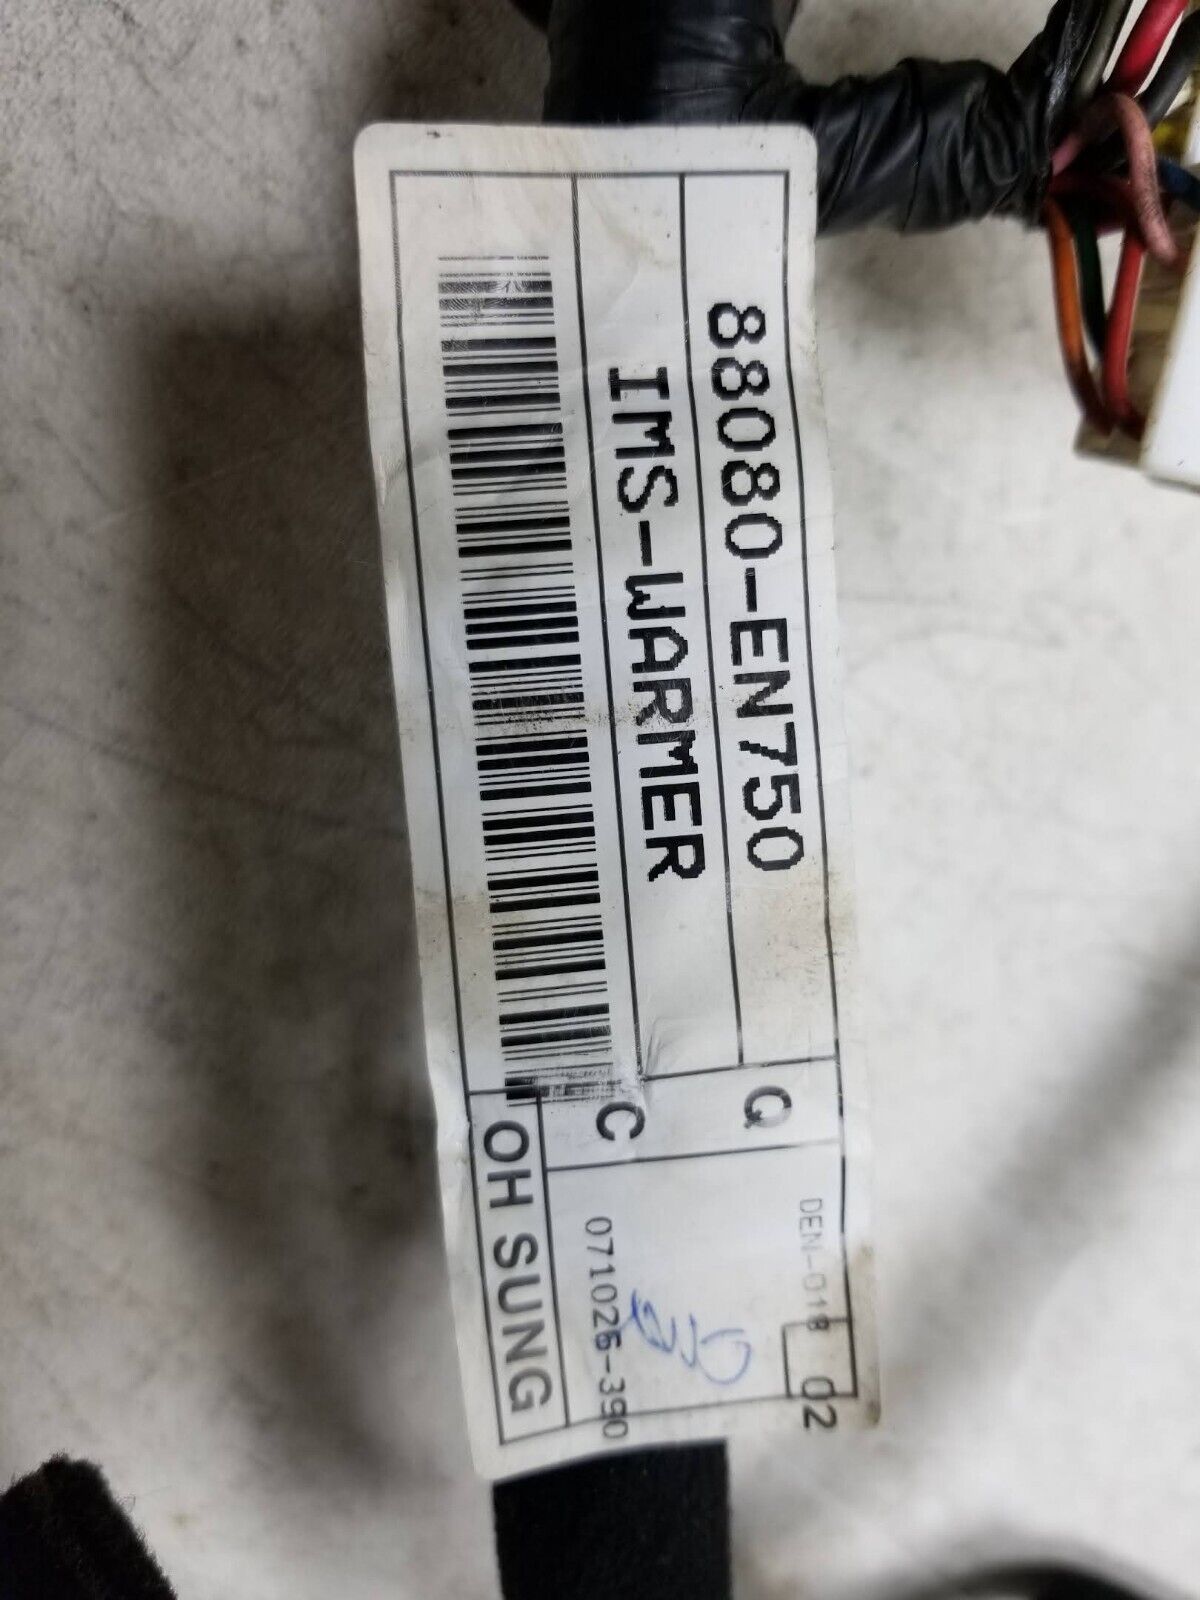 88080-EN750
IMS-WARMER
Q
C
DEN-018
02
071026-390
OH SUNG